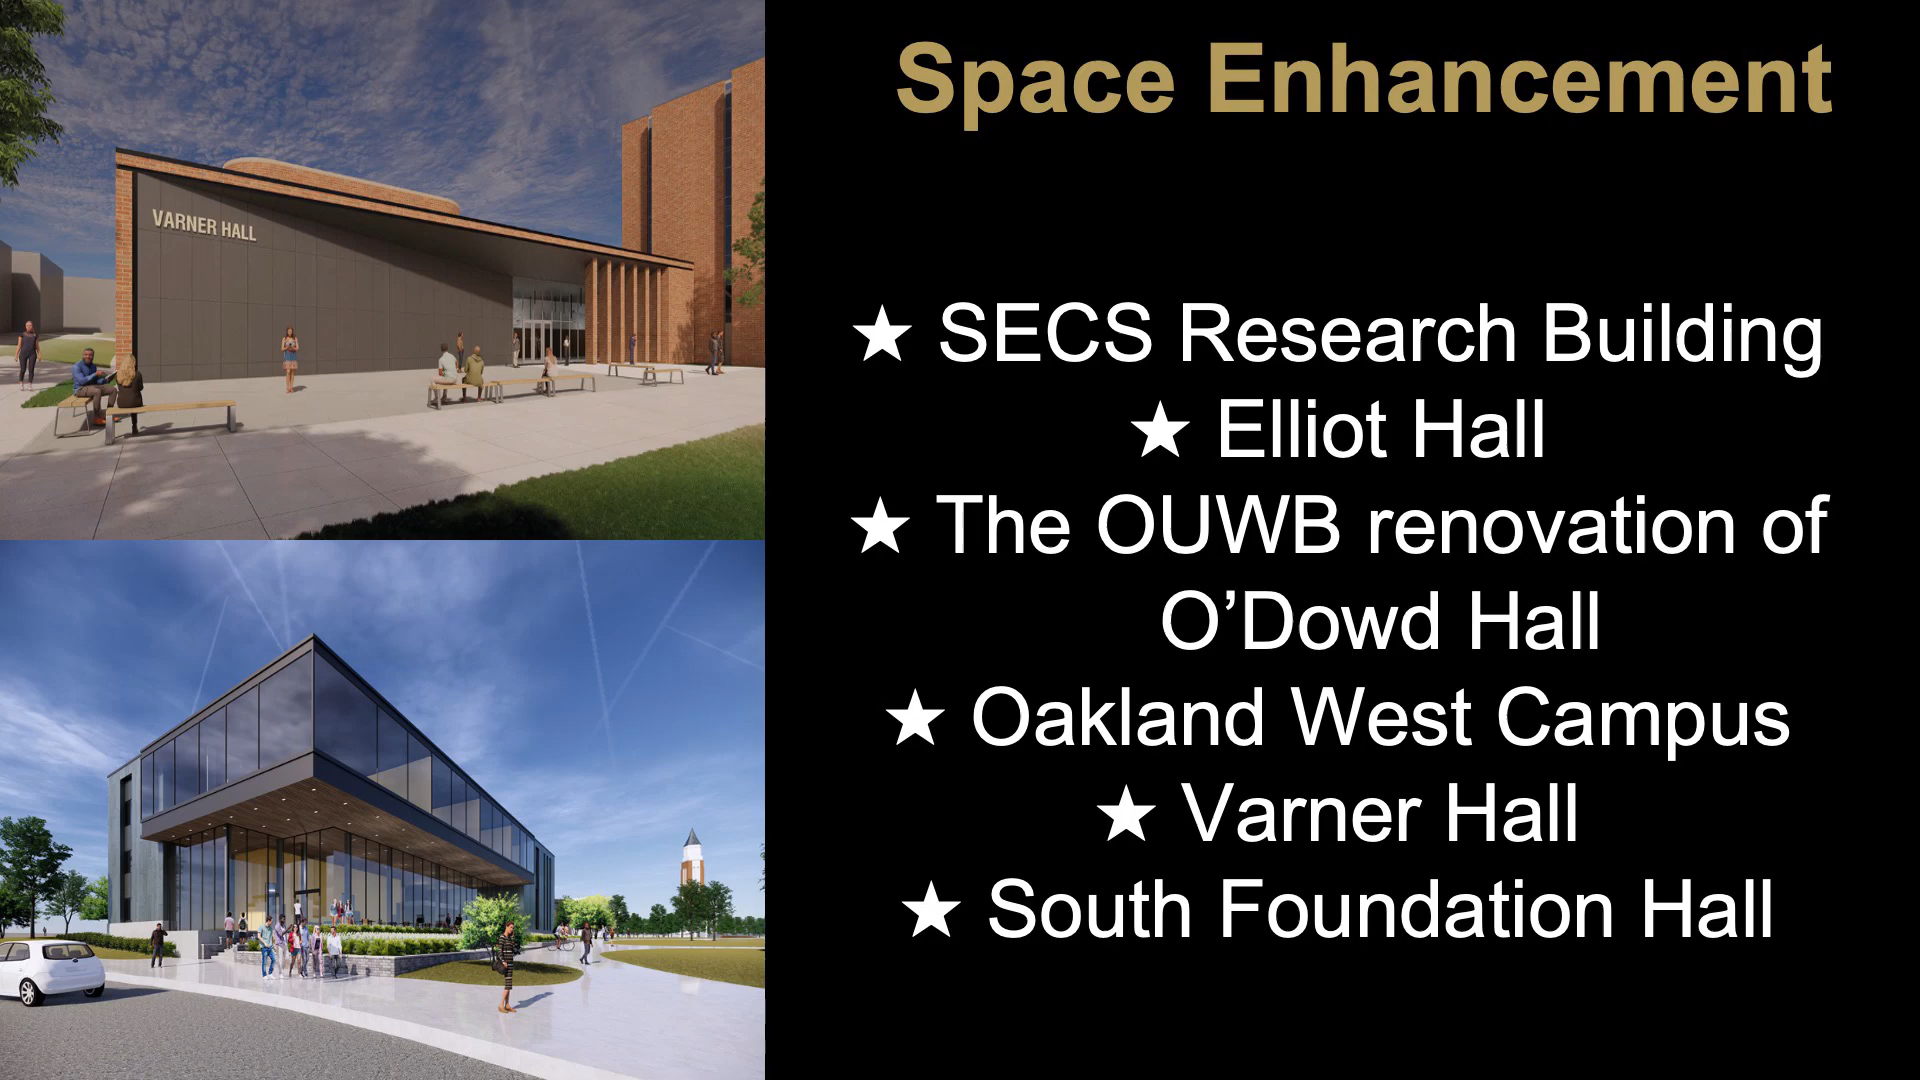 VARNER HALL
Space Enhancement
★ SECS Research Building
★ Elliot Hall
★ The OUWB renovation of
O’Dowd Hall
★ Oakland West Campus
★ Varner Hall
★ South Foundation Hall